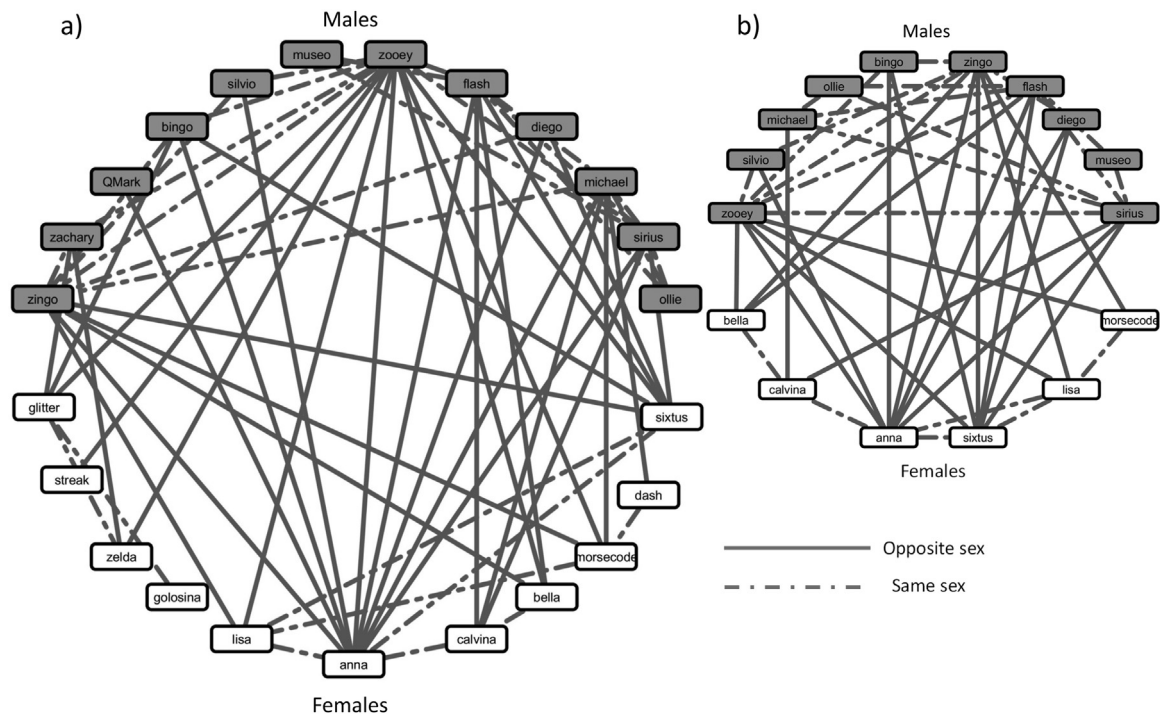 a)
Males
museo
zooey
silvio
flash
bingo
diego
QMark
michael
zachary
sirius
zingo
ollie
glitter
sixtus
streak
dash
zelda
morsecode
golosina
bella
lisa
calvina
anna
Females
b)
Males
bingo
zingo
ollie
flash
michael
diego
silvio
museo
zooey
sirius
bella
morsecode
calvina
lisa
anna
sixtus
Females
Opposite sex
Same sex